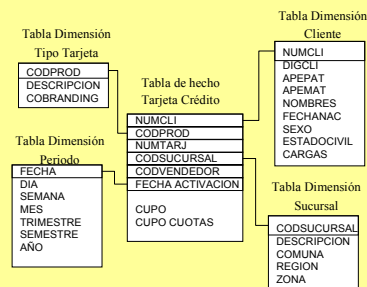 Tabla Dimensión
Tipo Tarjeta
CODPROD
DESCRIPCION
COBRANDING
Tabla de hecho
Tarjeta Crédito
NUMCLI
CODPROD
NUMTARJ
CODSUCURSAL
CODVENDEDOR
FECHA ACTIVACION
CUPO
CUPO CUOTAS
Tabla Dimensión
Cliente
NUMCLI
DIGCLI
APEPAT
APEMAT
NOMBRES
FECHANAC
SEXO
ESTADOCIVIL
CARGAS
Tabla Dimensión
Periodo
FECHA
DIA
SEMANA
MES
TRIMESTRE
SEMESTRE
AÑO
Tabla Dimensión
Sucursal
CODSUCURSAL
DESCRIPCION
COMUNA
REGION
ZONA